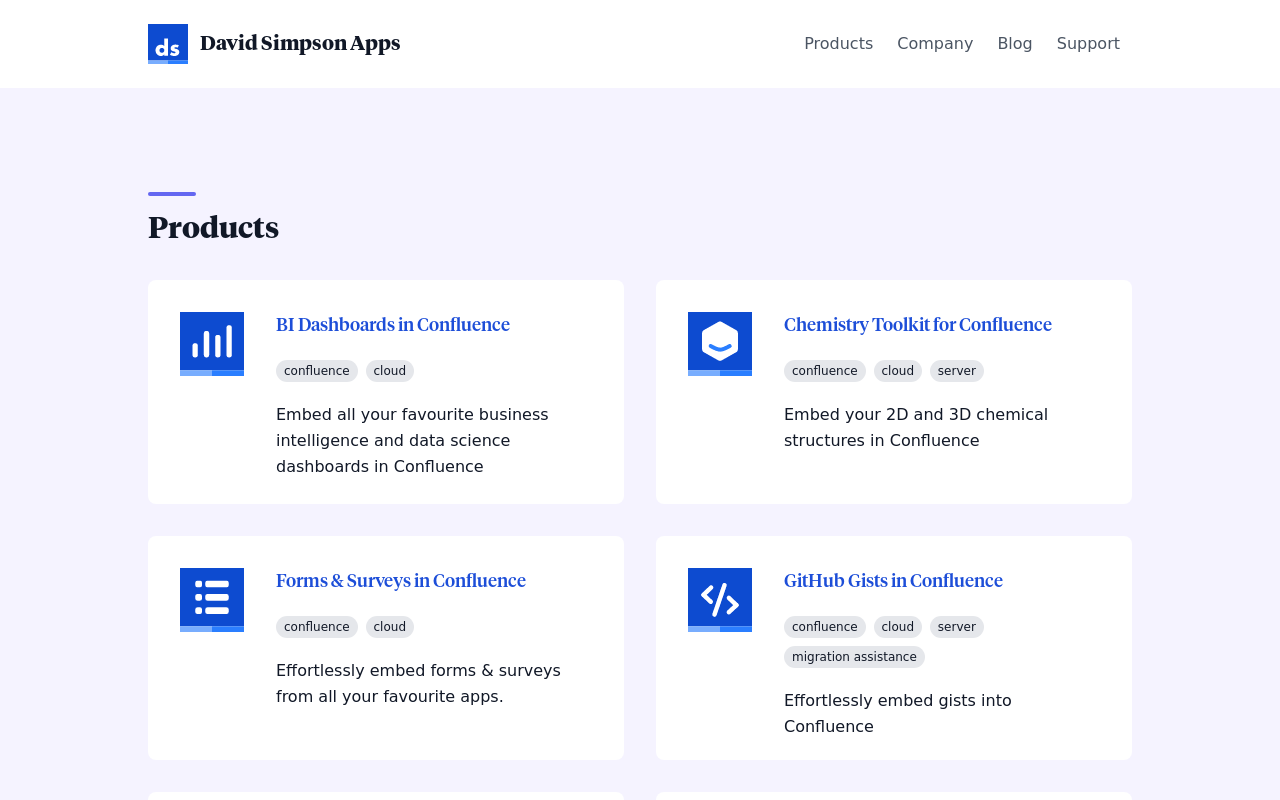 ds
David Simpson Apps
Products
Company
Blog
Support
Products
BI Dashboards in Confluence
confluence
cloud
Embed all your favourite business
intelligence and data science
dashboards in Confluence
Chemistry Toolkit for Confluence
confluence
cloud
server
Embed your 2D and 3D chemical
structures in Confluence
Forms & Surveys in Confluence
confluence
cloud
Effortlessly embed forms & surveys
from all your favourite apps.
GitHub Gists in Confluence
confluence
cloud
server
migration assistance
Effortlessly embed gists into
Confluence